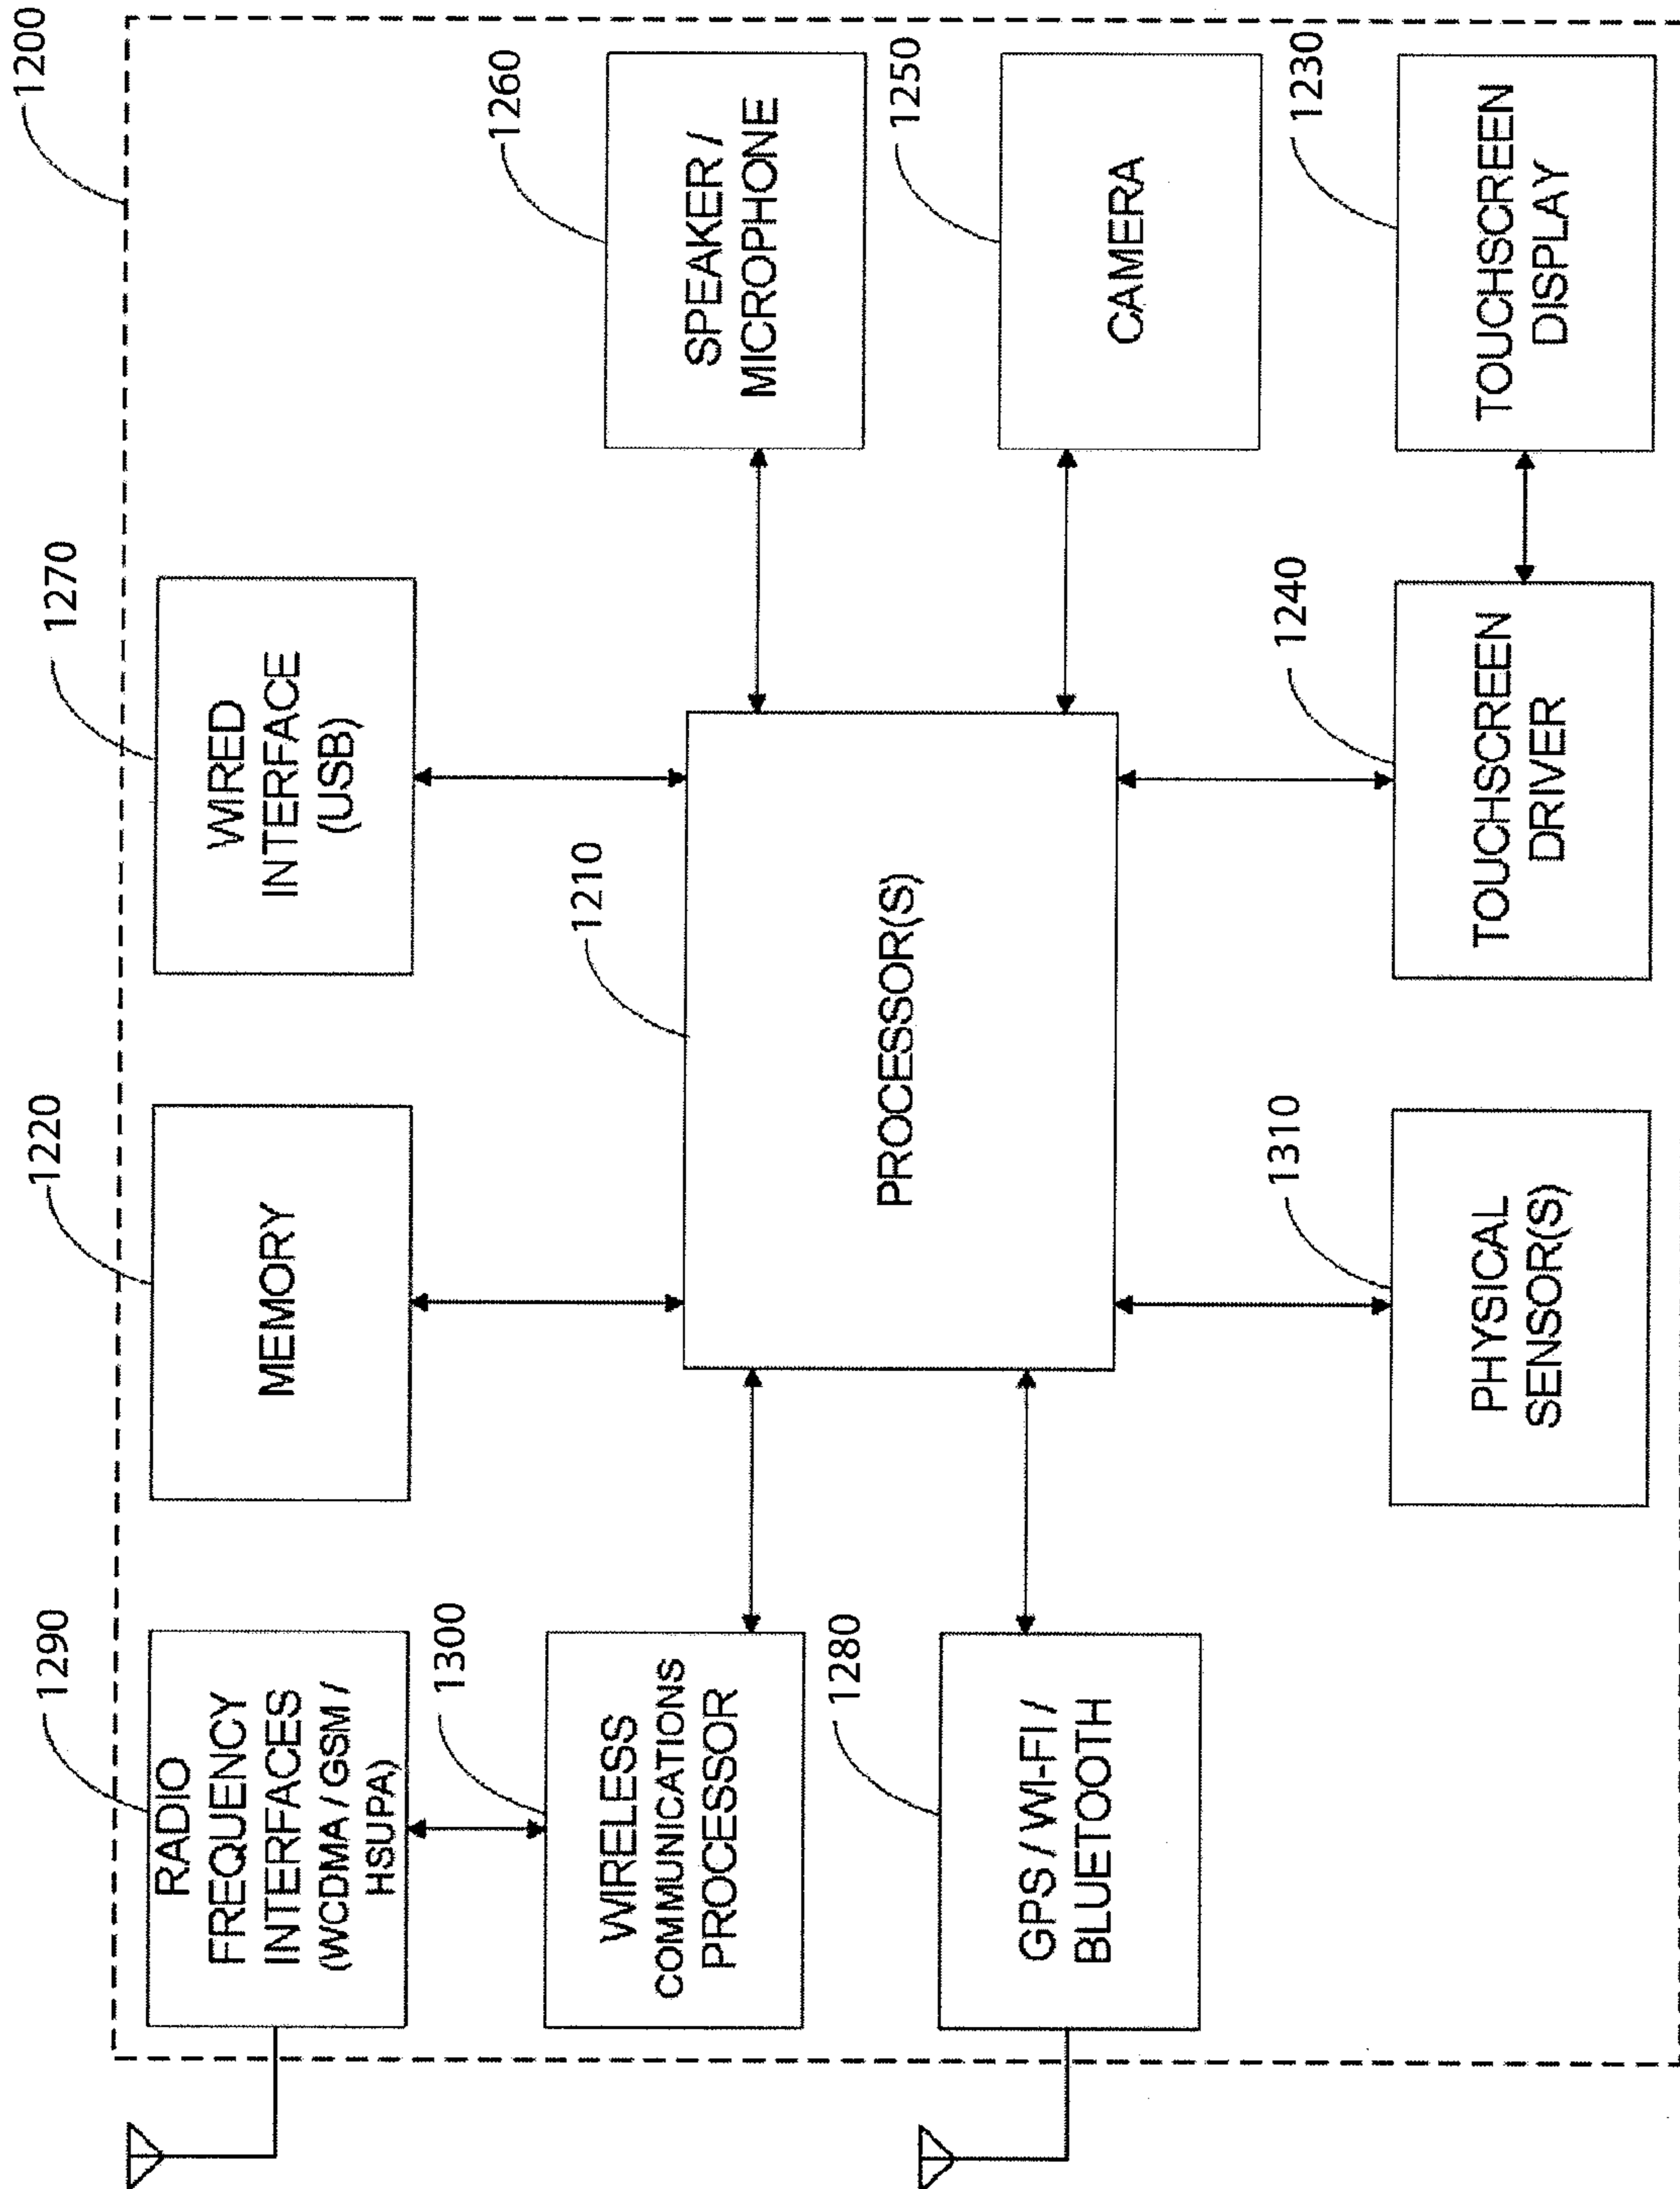 1200
1290
RADIO
FREQUENCY
INTERFACES
(WCDMA / GSM /
HSUPA)
1220
MEMORY
1270
WIRED
INTERFACE
(USB)
1300
WIRELESS
COMMUNICATIONS
PROCESSOR
1210
PROCESSOR(S)
1260
SPEAKER /
MICROPHONE
1280
GPS / WI-FI /
BLUETOOTH
1250
CAMERA
1310
PHYSICAL
SENSOR(S)
1240
TOUCHSCREEN
DRIVER
1230
TOUCHSCREEN
DISPLAY